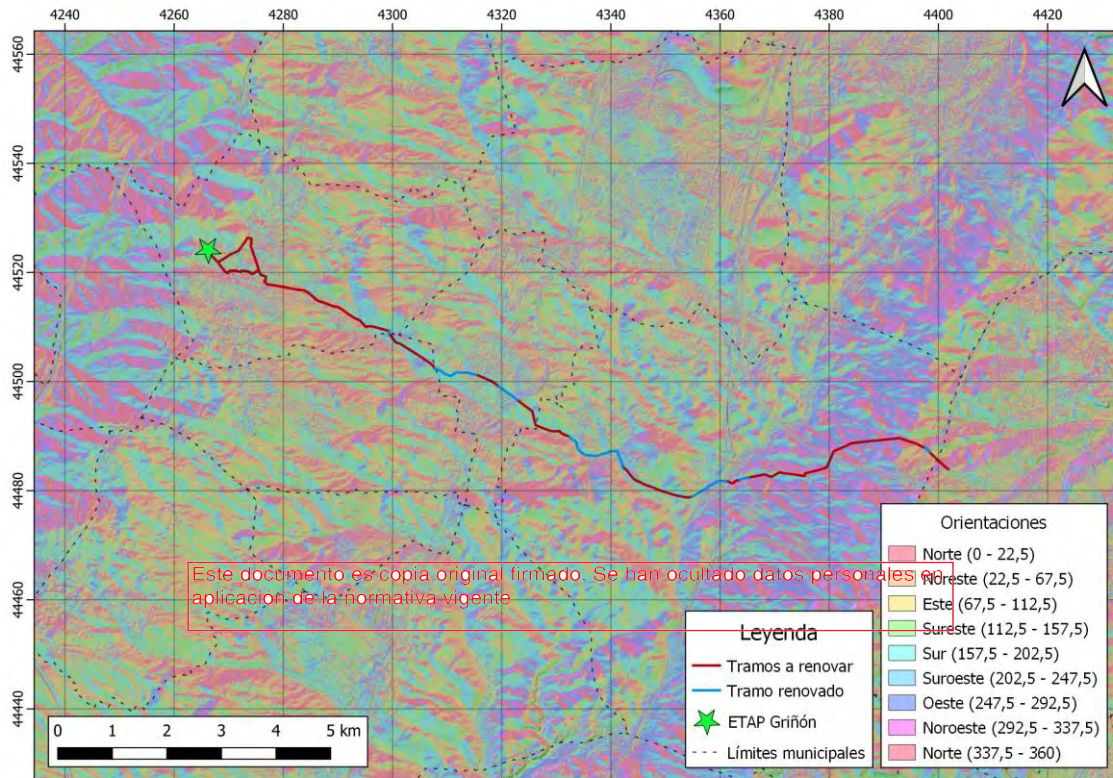 4240 4260 4280 4300 4320 4340 4360 4380 4400 4420
44560
44540
44520
44500
44480
44460
44440
Orientaciones
Norte (0 - 22,5)
Noreste (22,5 - 67,5)
Este (67,5 - 112,5)
Sureste (112,5 - 157,5)
Sur (157,5 - 202,5)
Suroeste (202,5 - 247,5)
Oeste (247,5 - 292,5)
Noroeste (292,5 - 337,5)
Norte (337,5 - 360)
Este documento es copia original firmado. Se han ocultado datos personales en
aplicación de la normativa vigente
Leyenda
Tramos a renovar
Tramo renovado
ETAP Griñón
Límites municipales
0 1 2 3 4 5 km